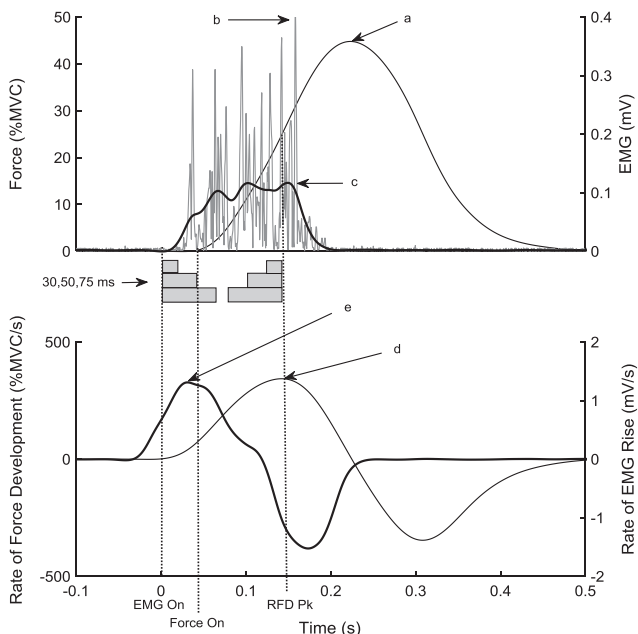 50
40
30
20
10
0
Force (%MVC)
b
a
c
0.4
0.3
0.2
0.1
0
EMG (mV)
30,50,75 ms
500
0
-500
Rate of Force Development (%MVC/s)
e
d
2
1
0
-1
-2
Rate of EMG Rise (mV/s)
-0.1 0 0.1 0.2 0.3 0.4 0.5
EMG On
RFD Pk
Force On
Time (s)